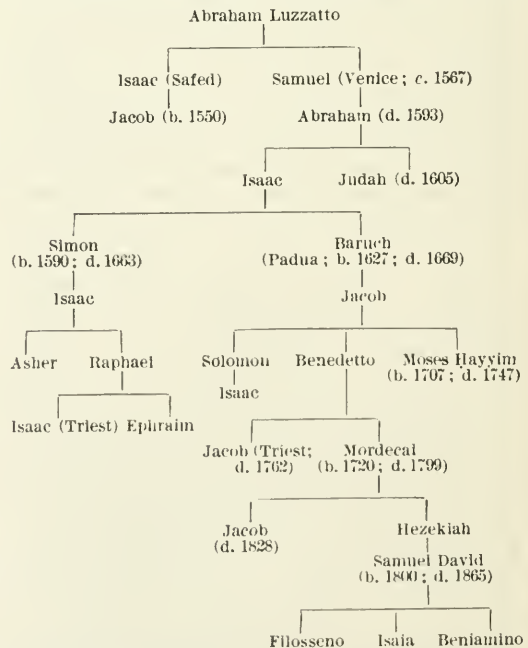 Abraham Luzzatto
Isaac (Safed) Samuel (Venice; c. 1567)
Jacob (b. 1550) Abraham (d. 1593)
Isaac Judah (d. 1605)
Simon Baruch
(b. 1590; d. 1663) (Padua; b. 1627; d. 1669)
Isaac Jacob
Asher Raphael Solomon Benedetto Moses Hayyim
(b. 1707; d. 1747)
Isaac
Isaac (Triest) Ephraim
Jacob (Triest; Mordecai
d. 1762) (b. 1720; d. 1799)
Jacob Hezekiah
(d. 1828)
Samuel David
(b. 1800; d. 1865)
Filosseno Isaia Beniamino